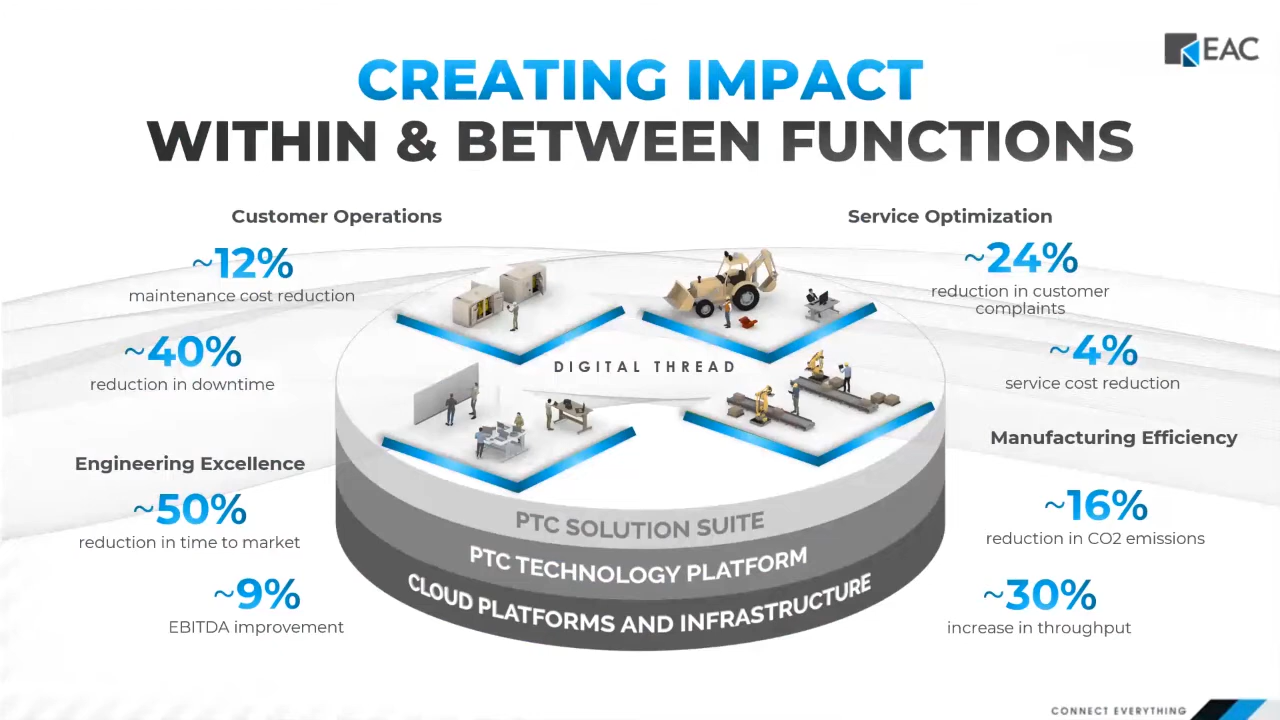 EAC
CREATING IMPACT
WITHIN & BETWEEN FUNCTIONS
Customer Operations
~12%
maintenance cost reduction
~40%
reduction in downtime
Engineering Excellence
~50%
reduction in time to market
~9%
EBITDA improvement
DIGITAL THREAD
PTC SOLUTION SUITE
PTC TECHNOLOGY PLATFORM
CLOUD PLATFORMS AND INFRASTRUCTURE
Service Optimization
~24%
reduction in customer
complaints
~4%
service cost reduction
Manufacturing Efficiency
~16%
reduction in CO2 emissions
~30%
increase in throughput
CONNECT EVERYTHING